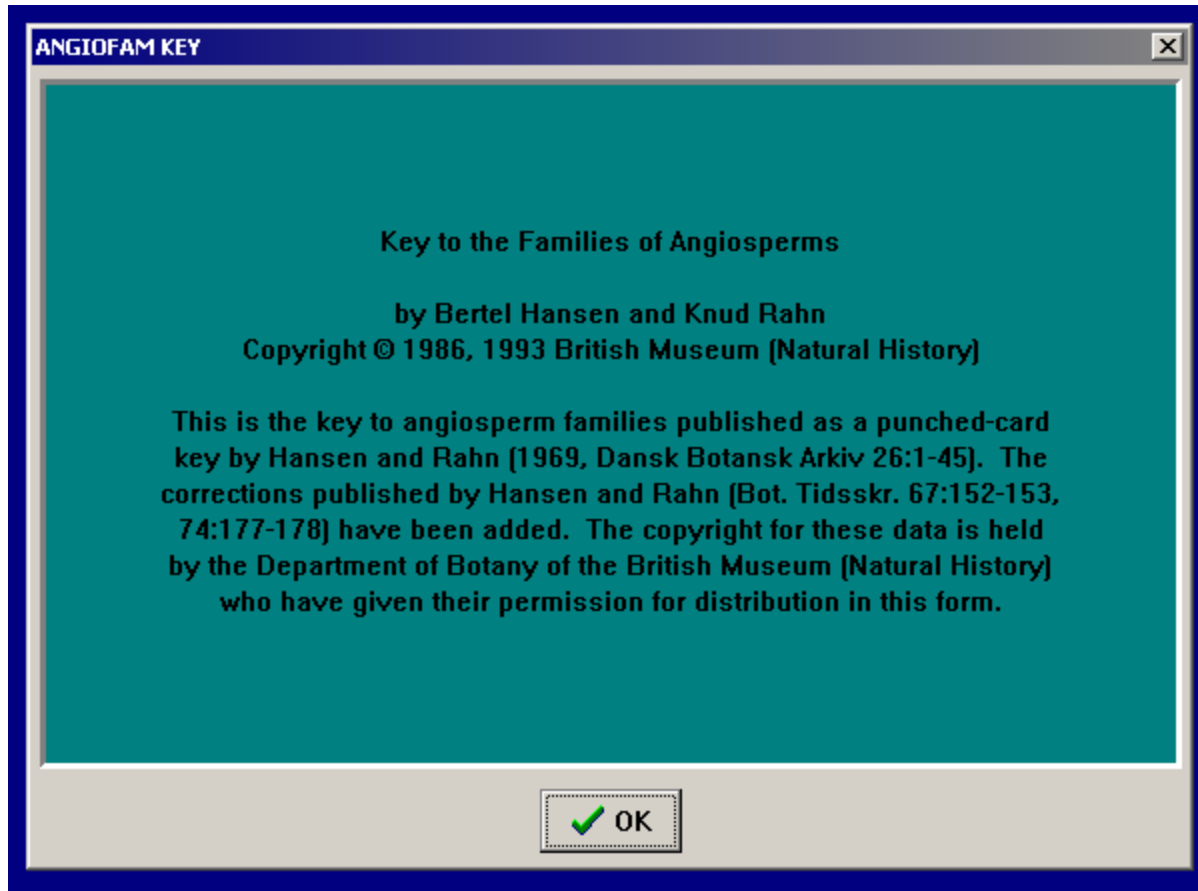 ANGIOFAM KEY
Key to the Families of Angiosperms
by Bertel Hansen and Knud Rahn
Copyright © 1986, 1993 British Museum (Natural History)
This is the key to angiosperm families published as a punched-card
key by Hansen and Rahn (1969, Dansk Botansk Arkiv 26:1-45).  The
corrections published by Hansen and Rahn (Bot. Tidsskr. 67:152-153,
74:177-178) have been added.  The copyright for these data is held
by the Department of Botany of the British Museum (Natural History)
who have given their permission for distribution in this form.
OK